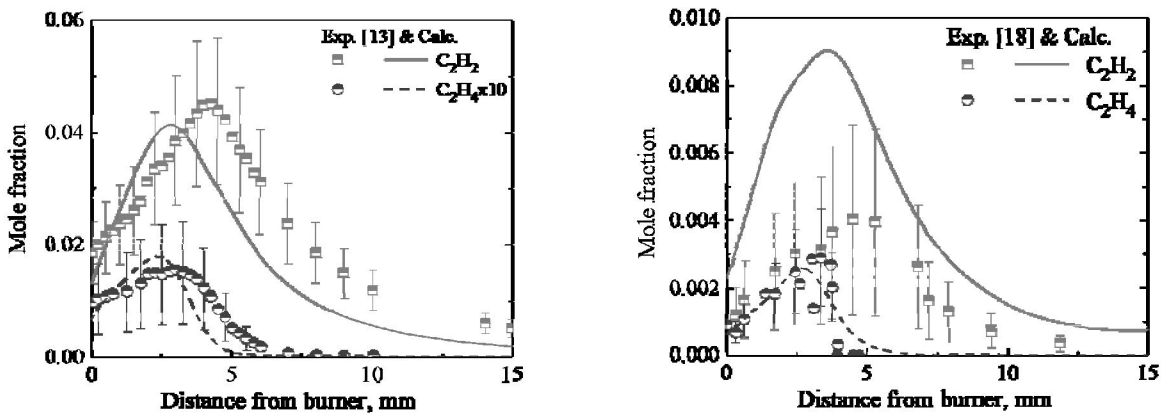 0.06
0.04
0.02
0.00
Mole fraction
Exp. [13] & Calc.
C₂H₂
C₂H₄x10
0
5
10
15
Distance from burner, mm
0.010
0.008
0.006
0.004
0.002
0.000
Mole fraction
Exp. [18] & Calc.
C₂H₂
C₂H₄
0
5
10
15
Distance from burner, mm